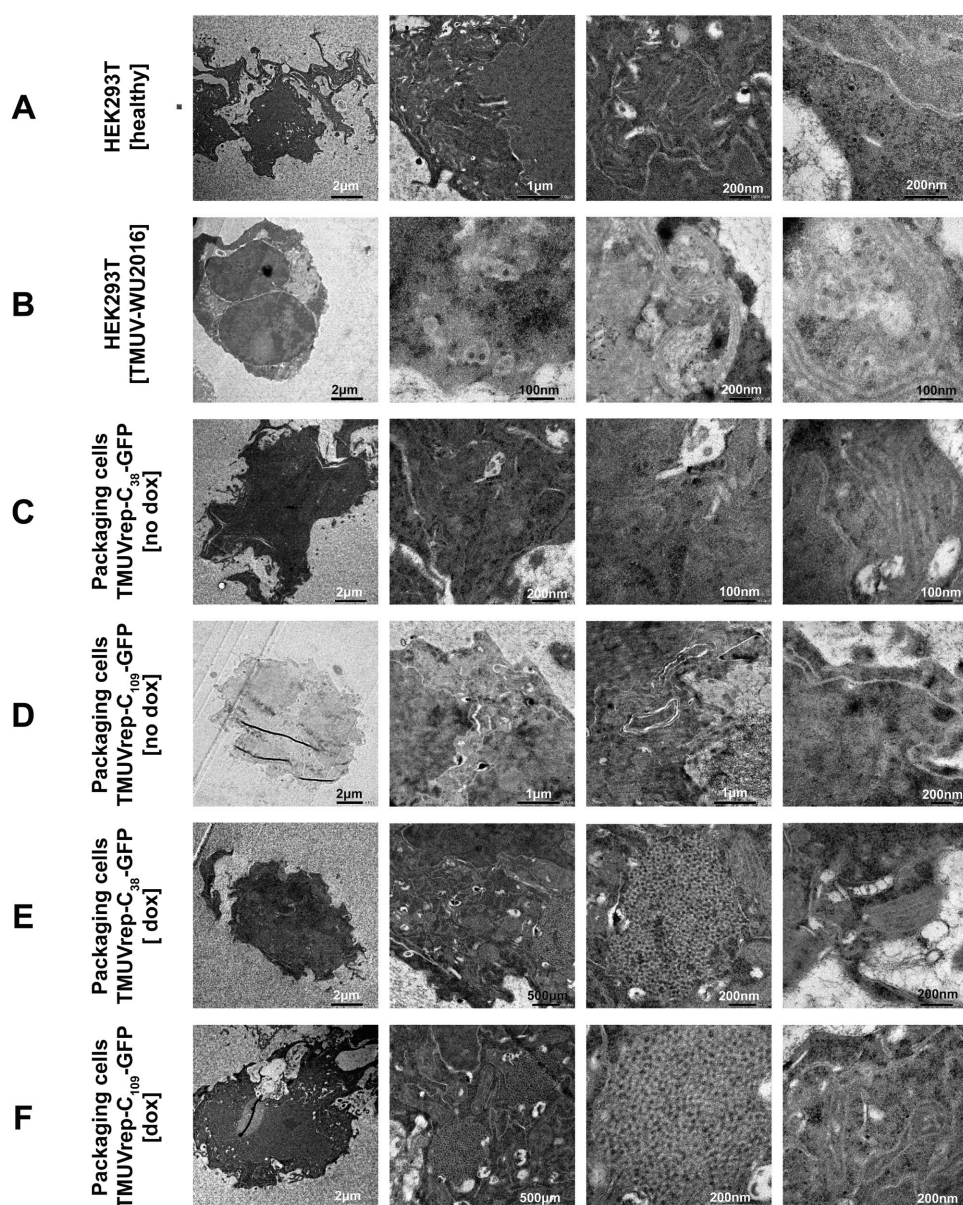 A
HEK293T
[healthy]
2µm
1µm
200nm
200nm
B
HEK293T
[TMUV-WU2016]
2µm
100nm
200nm
100nm
C
Packaging cells
TMUVrep-C₃₈-GFP
[no dox]
2µm
200nm
100nm
100nm
D
Packaging cells
TMUVrep-C₁₀₉-GFP
[no dox]
2µm
1µm
1µm
200nm
E
Packaging cells
TMUVrep-C₃₈-GFP
[ dox]
2µm
500µm
200nm
200nm
F
Packaging cells
TMUVrep-C₁₀₉-GFP
[dox]
2µm
500µm
200nm
200nm